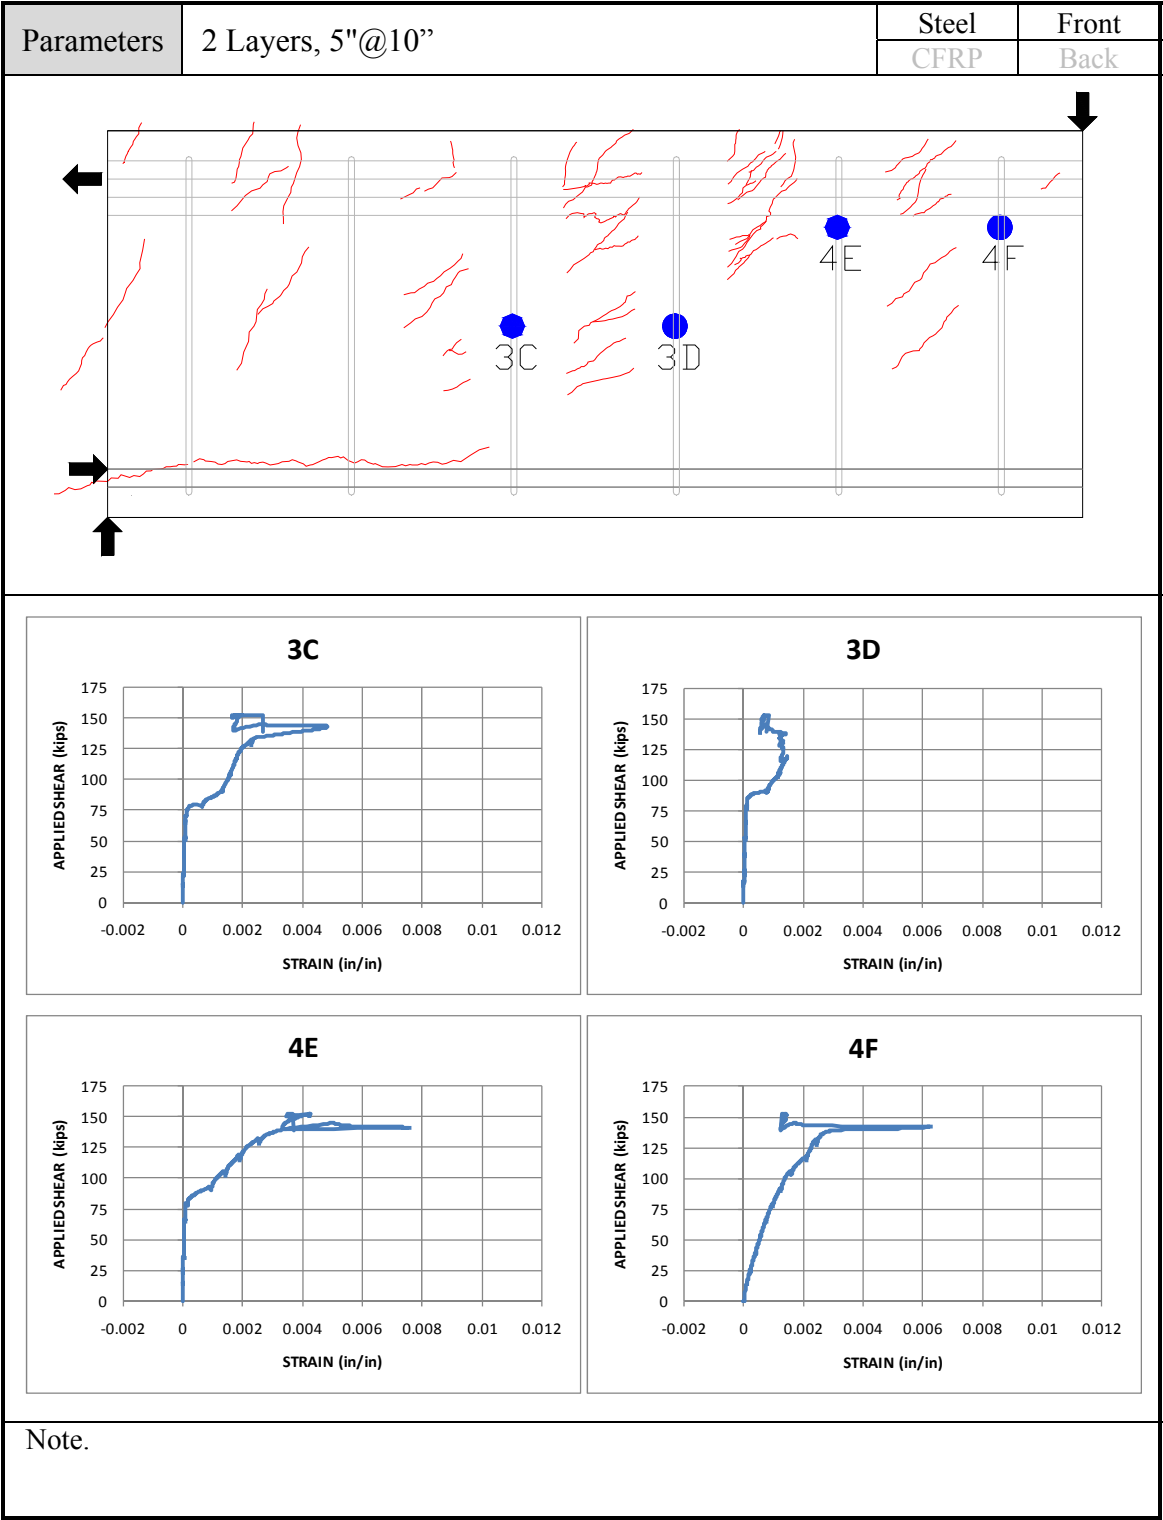 Parameters
2 Layers, 5"@10”
Steel
Front
CFRP
Back
4E
4F
3C
3D
3C
175
150
125
100
75
50
25
0
-0.002 0 0.002 0.004 0.006 0.008 0.01 0.012
APPLIED SHEAR (kips)
STRAIN (in/in)
3D
175
150
125
100
75
50
25
0
-0.002 0 0.002 0.004 0.006 0.008 0.01 0.012
APPLIED SHEAR (kips)
STRAIN (in/in)
4E
175
150
125
100
75
50
25
0
-0.002 0 0.002 0.004 0.006 0.008 0.01 0.012
APPLIED SHEAR (kips)
STRAIN (in/in)
4F
175
150
125
100
75
50
25
0
-0.002 0 0.002 0.004 0.006 0.008 0.01 0.012
APPLIED SHEAR (kips)
STRAIN (in/in)
Note.